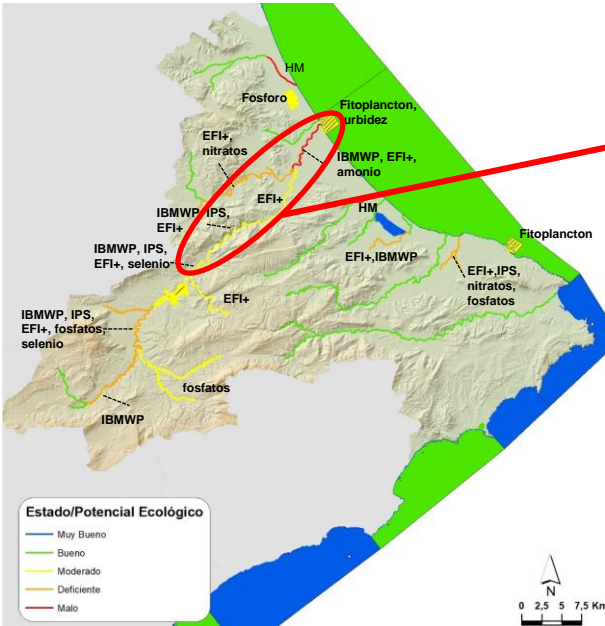 HM
Fosforo
Fitoplancton,
urbidez
EFI+,
nitratos
IBMWP, EFI+,
amonio
EFI+
IBMWP, IPS,
EFI+
HM
IBMWP, IPS,
EFI+, selenio
Fitoplancton
EFI+,IBMWP
EFI+,IPS,
nitratos,
fosfatos
EFI+
IBMWP, IPS,
EFI+, fosfatos,
selenio
fosfatos
IBMWP
Estado/Potencial Ecológico
Muy Bueno
Bueno
Moderado
Deficiente
Malo
N
0 2,5 5 7,5 Km